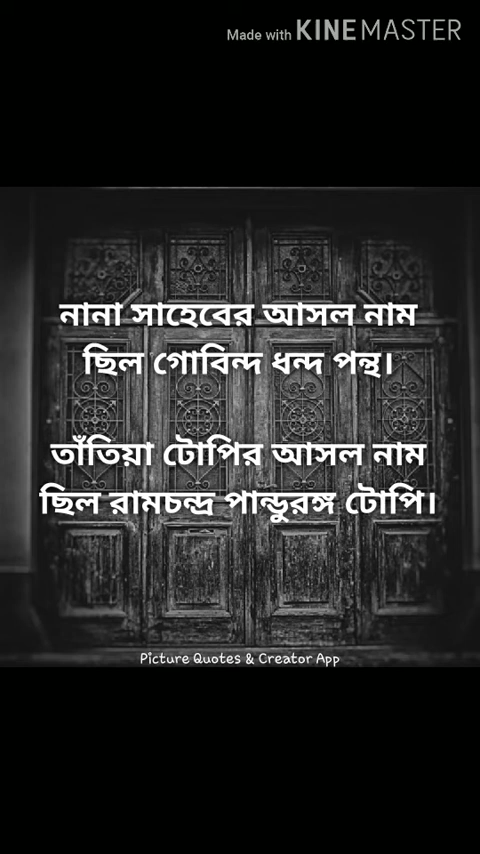 Made with KINEMASTER
নানা সাহেবের আসল নাম
ছিল গোবিন্দ ধন্দ পন্থ।
তাঁতিয়া টোপির আসল নাম
ছিল রামচন্দ্র পান্ডুরঙ্গ টোপি।
Picture Quotes & Creator App